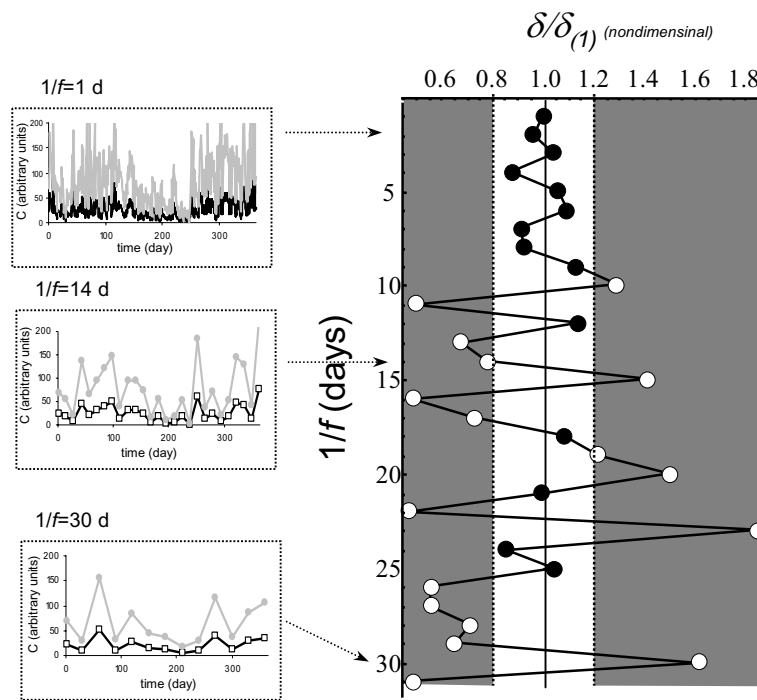 δ/δ(1) (nondimensinal)
0.6 0.8 1.0 1.2 1.4 1.6 1.8
1/f=1 d
C (arbitrary units)
200
150
100
50
0
0 100 200 300
time (day)
1/f=14 d
C (arbitrary units)
200
150
100
50
0
0 100 200 300
time (day)
1/f=30 d
C (arbitrary units)
200
150
100
50
0
0 100 200 300
time (day)
1/f (days)
5
10
15
20
25
30